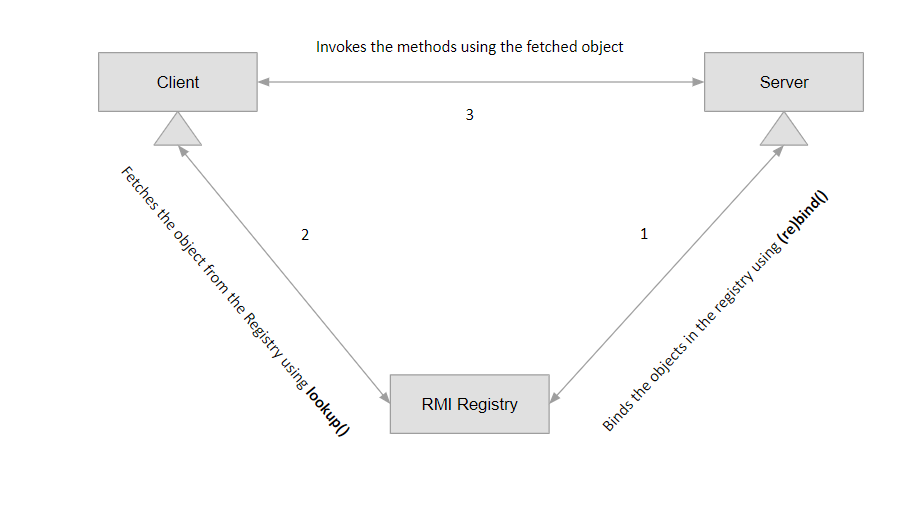 Invokes the methods using the fetched object
Client
Server
3
Fetches the object from the Registry using lookup()
2
1
Binds the objects in the registry using (re)bind()
RMI Registry